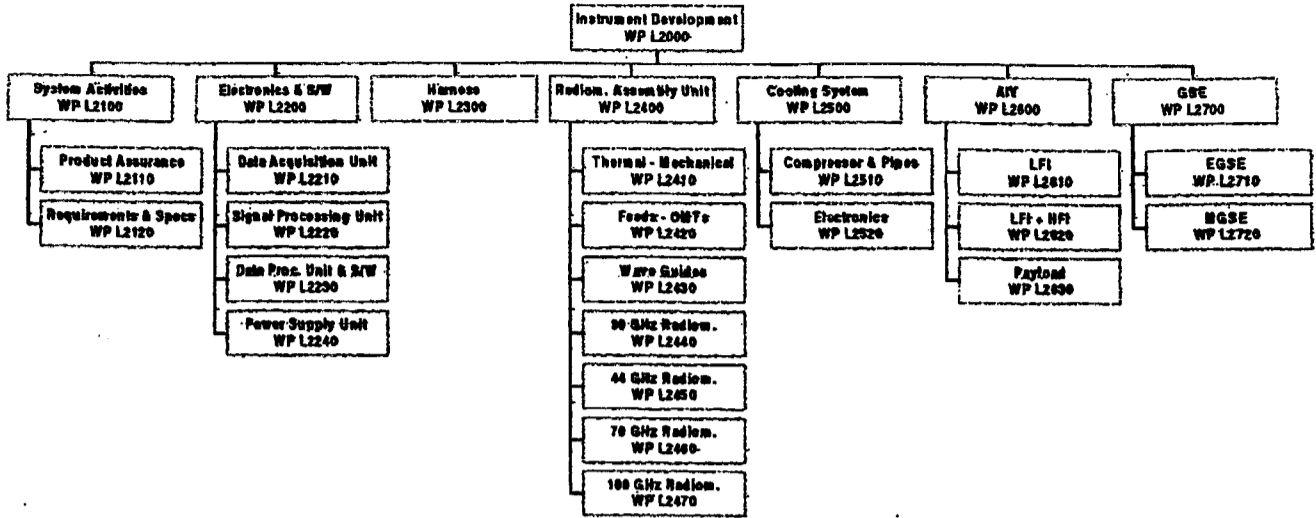 Instrument Development
WP L2000
System Activities
WP L2100
Electronics & S/W
WP L2200
Harness
WP L2300
Radiom. Assembly Unit
WP L2400
Cooling System
WP L2500
AIV
WP L2600
GSE
WP L2700
Product Assurance
WP L2110
Requirements & Specs
WP L2120
Data Acquisition Unit
WP L2210
Signal Processing Unit
WP L2220
Data Proc. Unit & S/W
WP L2230
Power Supply Unit
WP L2240
Thermal - Mechanical
WP L2410
Feeds - OMTs
WP L2420
Wave Guides
WP L2430
30 GHz Radiom.
WP L2440
44 GHz Radiom.
WP L2450
70 GHz Radiom.
WP L2460
100 GHz Radiom.
WP L2470
Compressor & Pipes
WP L2510
Electronics
WP L2520
LFI
WP L2610
LFI + HFI
WP L2620
Payload
WP L2630
EGSE
WP L2710
MGSE
WP L2720